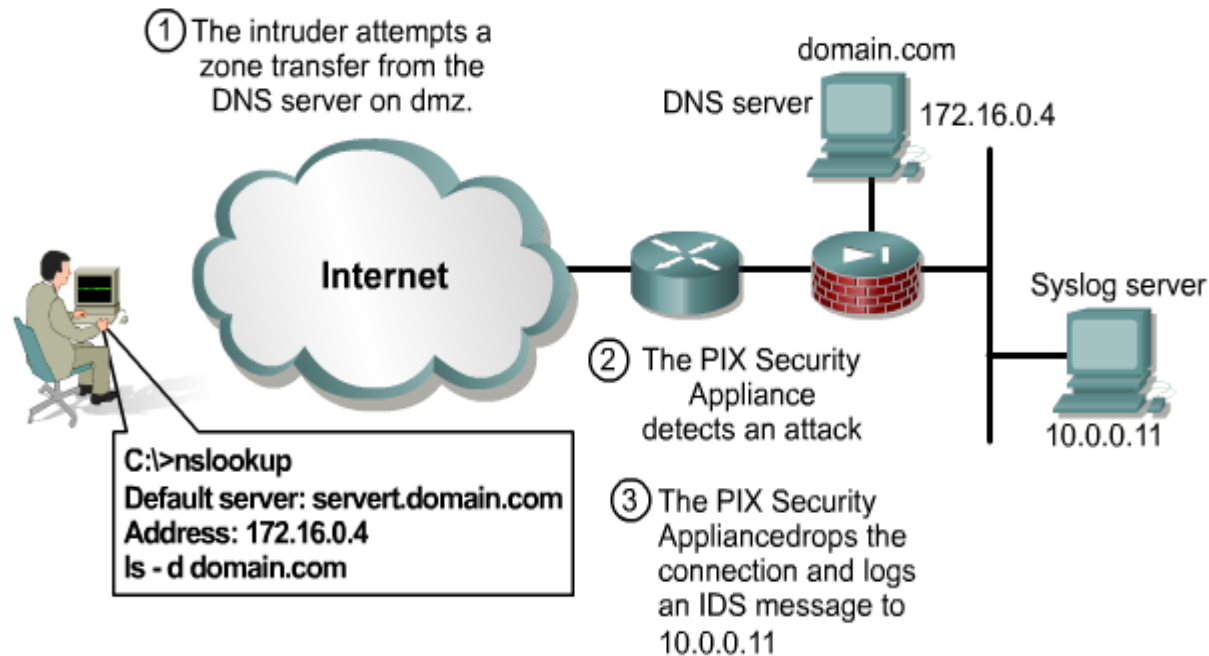 1 The intruder attempts a
zone transfer from the
DNS server on dmz.
domain.com
DNS server
172.16.0.4
Internet
Syslog server
10.0.0.11
2 The PIX Security
Appliance
detects an attack
C:\>nslookup
Default server: servert.domain.com
Address: 172.16.0.4
ls - d domain.com
3 The PIX Security
Appliancedrops the
connection and logs
an IDS message to
10.0.0.11